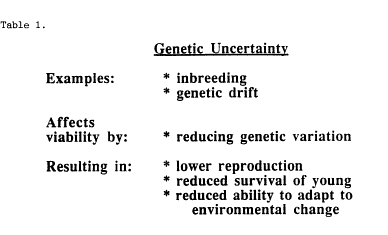 Table 1.
Genetic Uncertainty
Examples: * inbreeding
* genetic drift
Affects
viability by: * reducing genetic variation
Resulting in: * lower reproduction
* reduced survival of young
* reduced ability to adapt to
environmental change